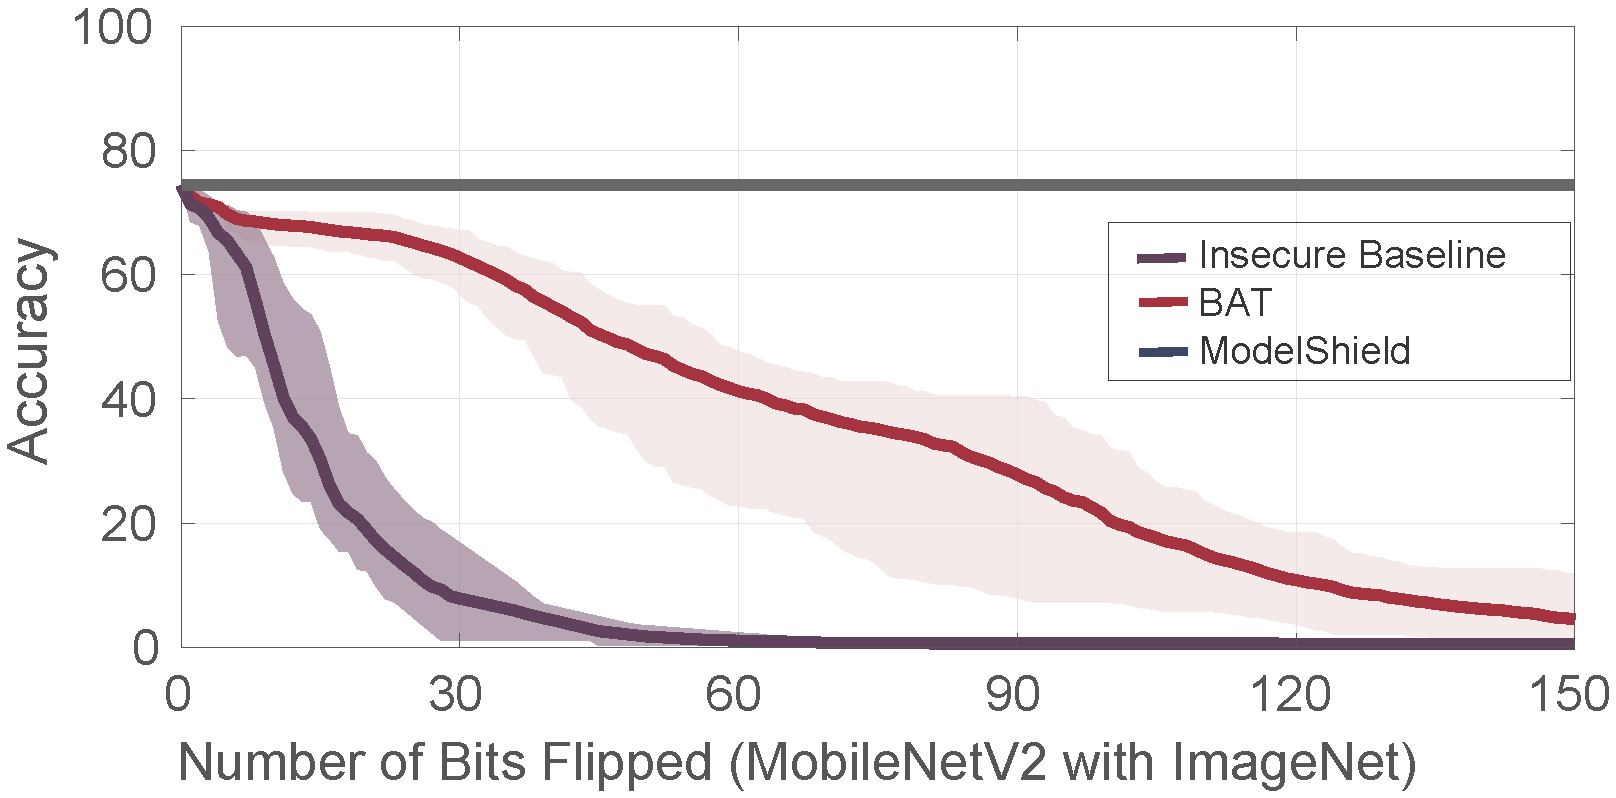 100
80
60
40
20
0
Accuracy
Insecure Baseline
BAT
ModelShield
0 30 60 90 120 150
Number of Bits Flipped (MobileNetV2 with ImageNet)